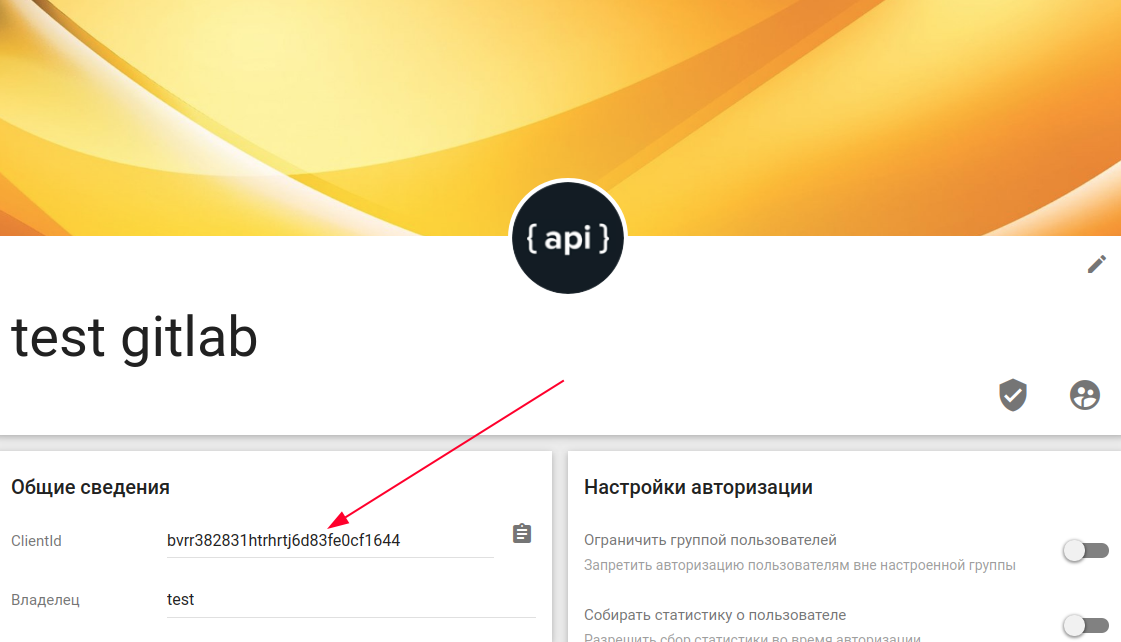 { api }
test gitlab
Общие сведения
ClientId
bvrr382831htrhrtj6d83fe0cf1644
Владелец
test
Настройки авторизации
Ограничить группой пользователей
Запретить авторизацию пользователям вне настроенной группы
Собирать статистику о пользователе
Разрешить сбор статистики во время авторизации